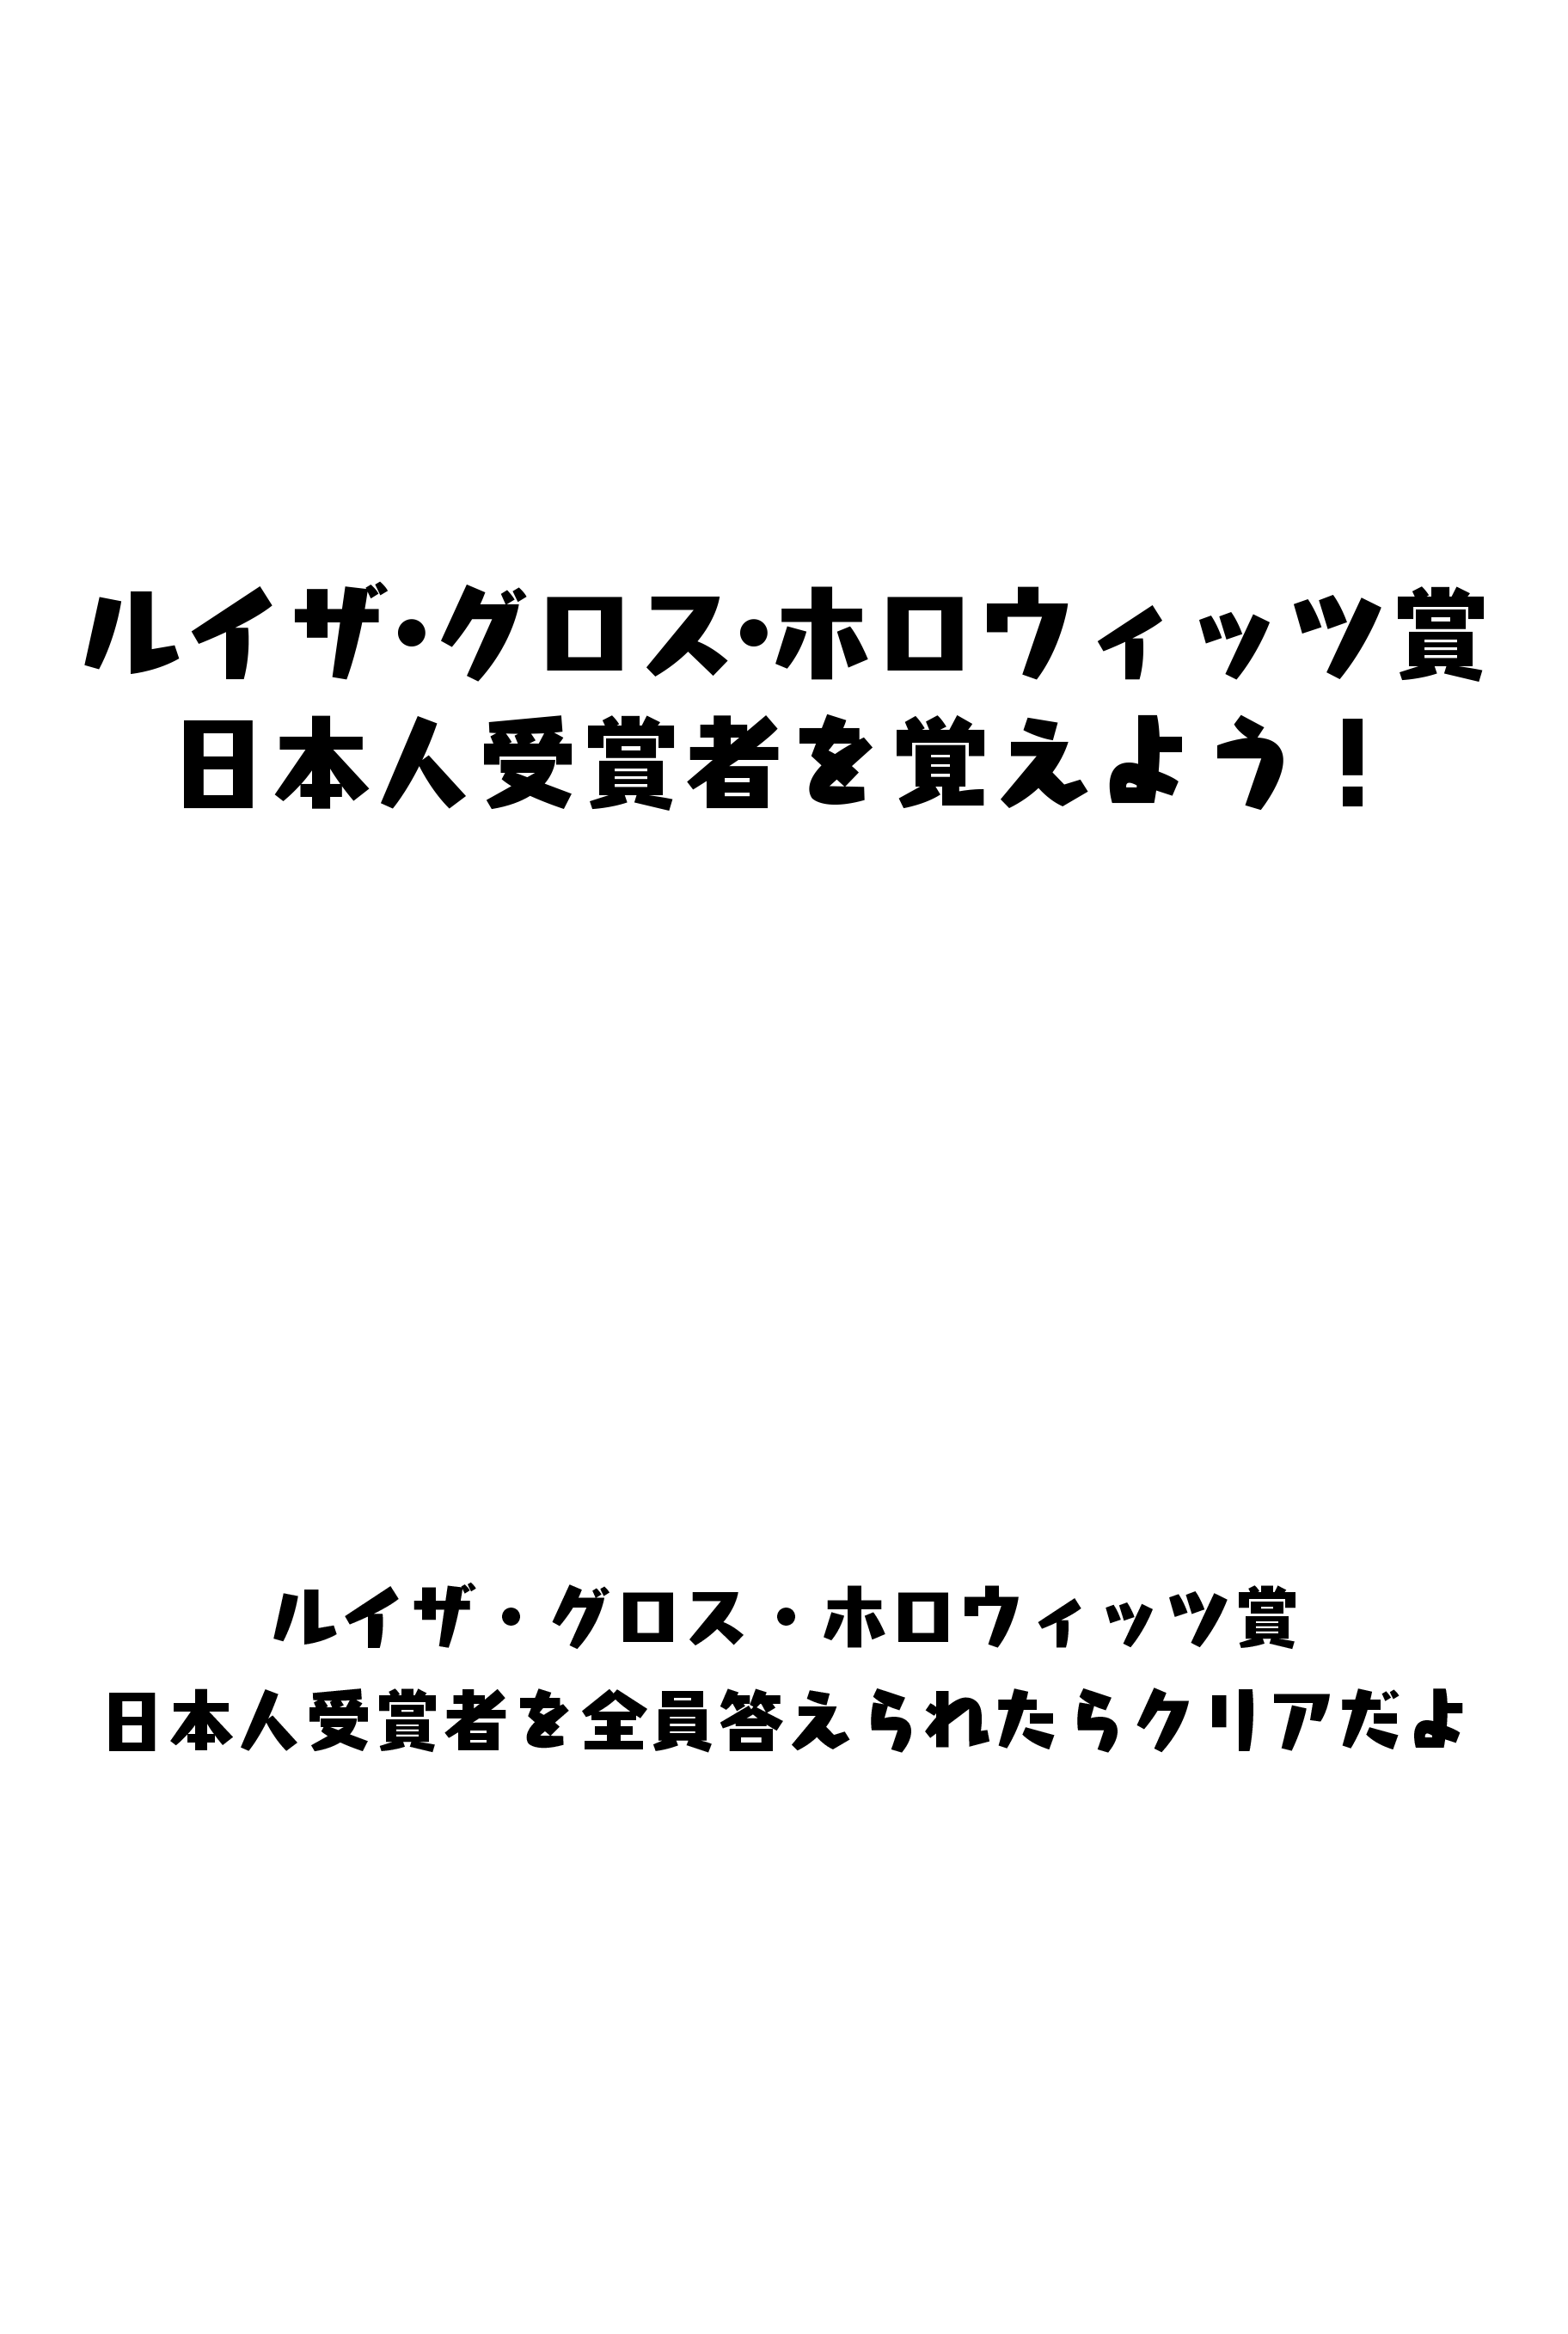 ルイザ・グロス・ホロウィッツ賞
日本人受賞者を覚えよう！
ルイザ・グロス・ホロウィッツ賞
日本人受賞者を全員答えられたらクリアだよ